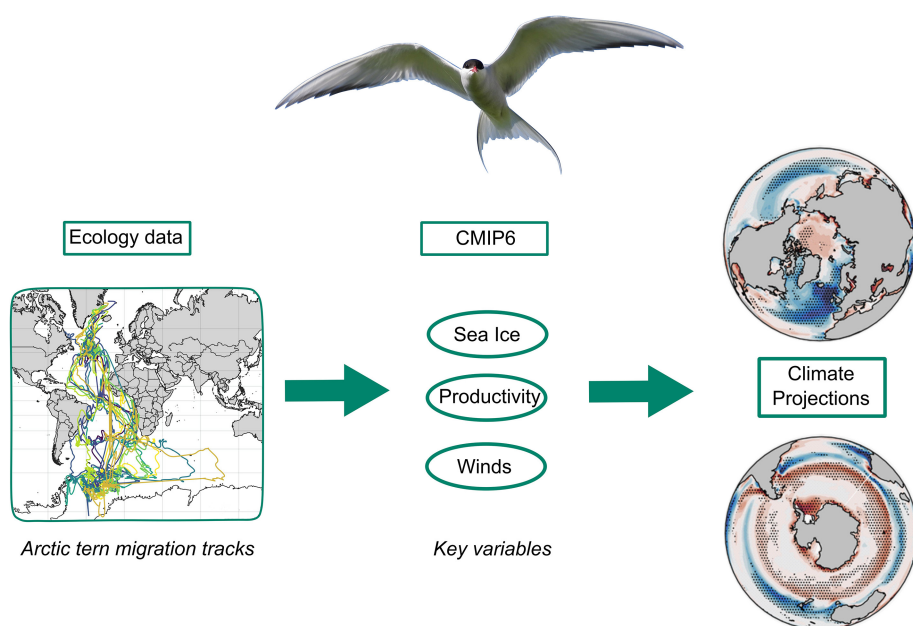 Ecology data
CMIP6
Sea Ice
Productivity
Winds
Climate
Projections
Arctic tern migration tracks
Key variables